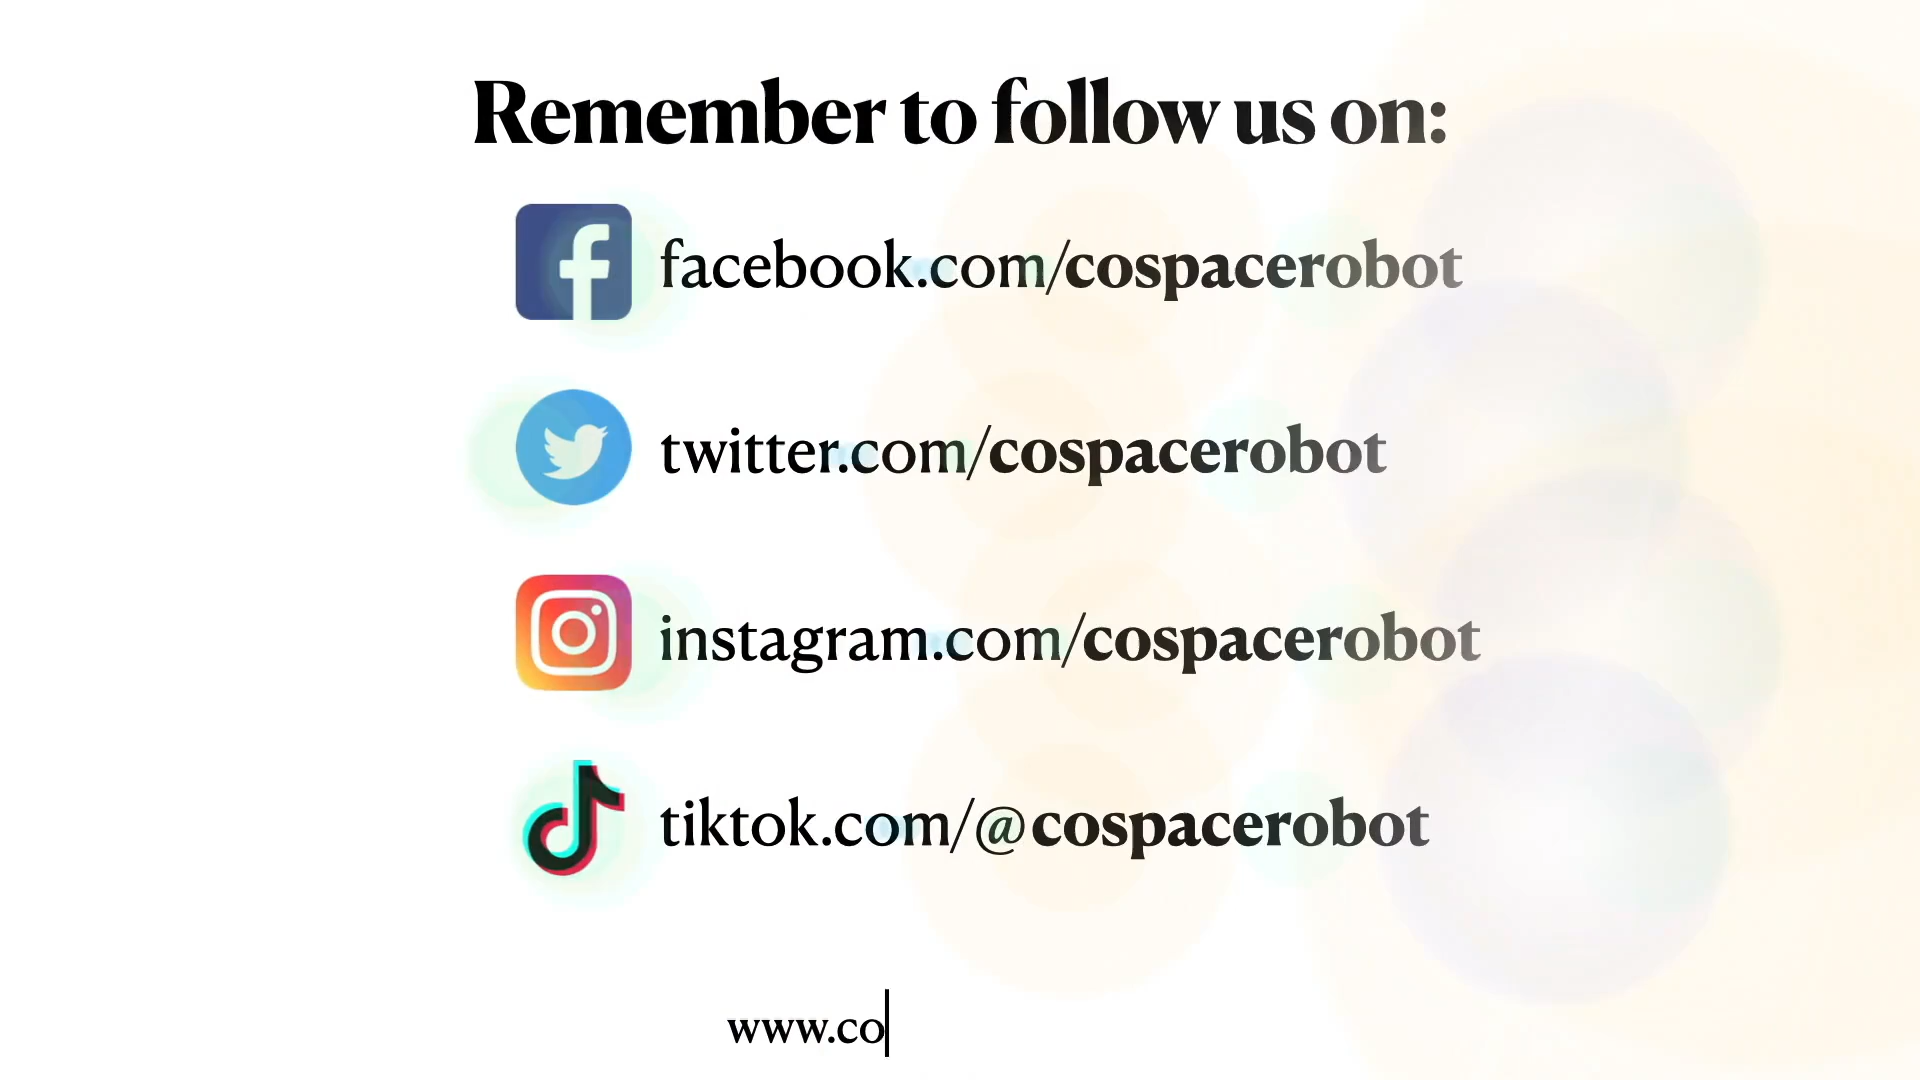 Remember to follow us on:
facebook.com/cospacerobot
twitter.com/cospacerobot
instagram.com/cospacerobot
tiktok.com/@cospacerobot
www.co